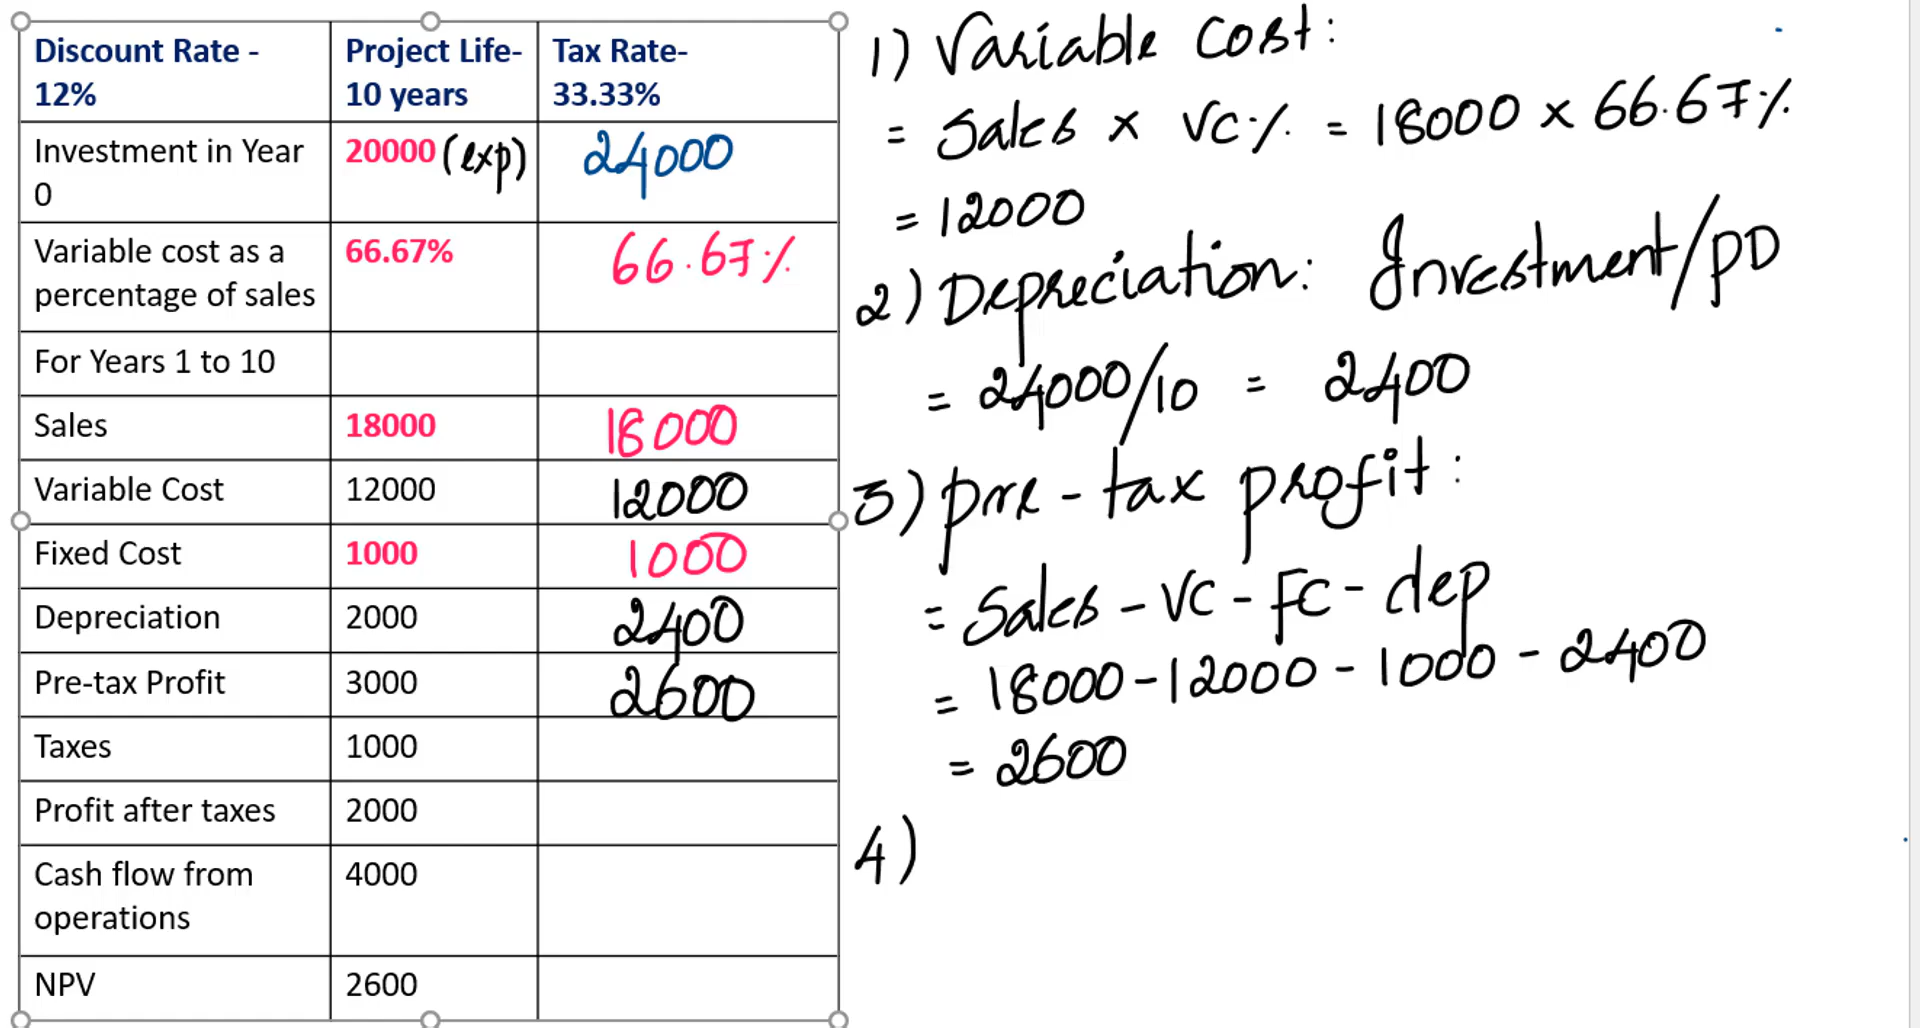 Discount Rate - 12% Project Life- 10 years Tax Rate- 33.33%
Investment in Year 0 20000 (exp) 24000
Variable cost as a percentage of sales 66.67% 66.67%
For Years 1 to 10
Sales 18000 18000
Variable Cost 12000 12000
Fixed Cost 1000 1000
Depreciation 2000 2400
Pre-tax Profit 3000 2600
Taxes 1000
Profit after taxes 2000
Cash flow from operations 4000
NPV 2600
1) Variable Cost:
= Sales x VC% = 18000 x 66.67%
= 12000
2) Depreciation: Investment/PD
= 24000/10 = 2400
3) pre-tax profit:
= Sales - VC - FC - dep
= 18000 - 12000 - 1000 - 2400
= 2600
4)